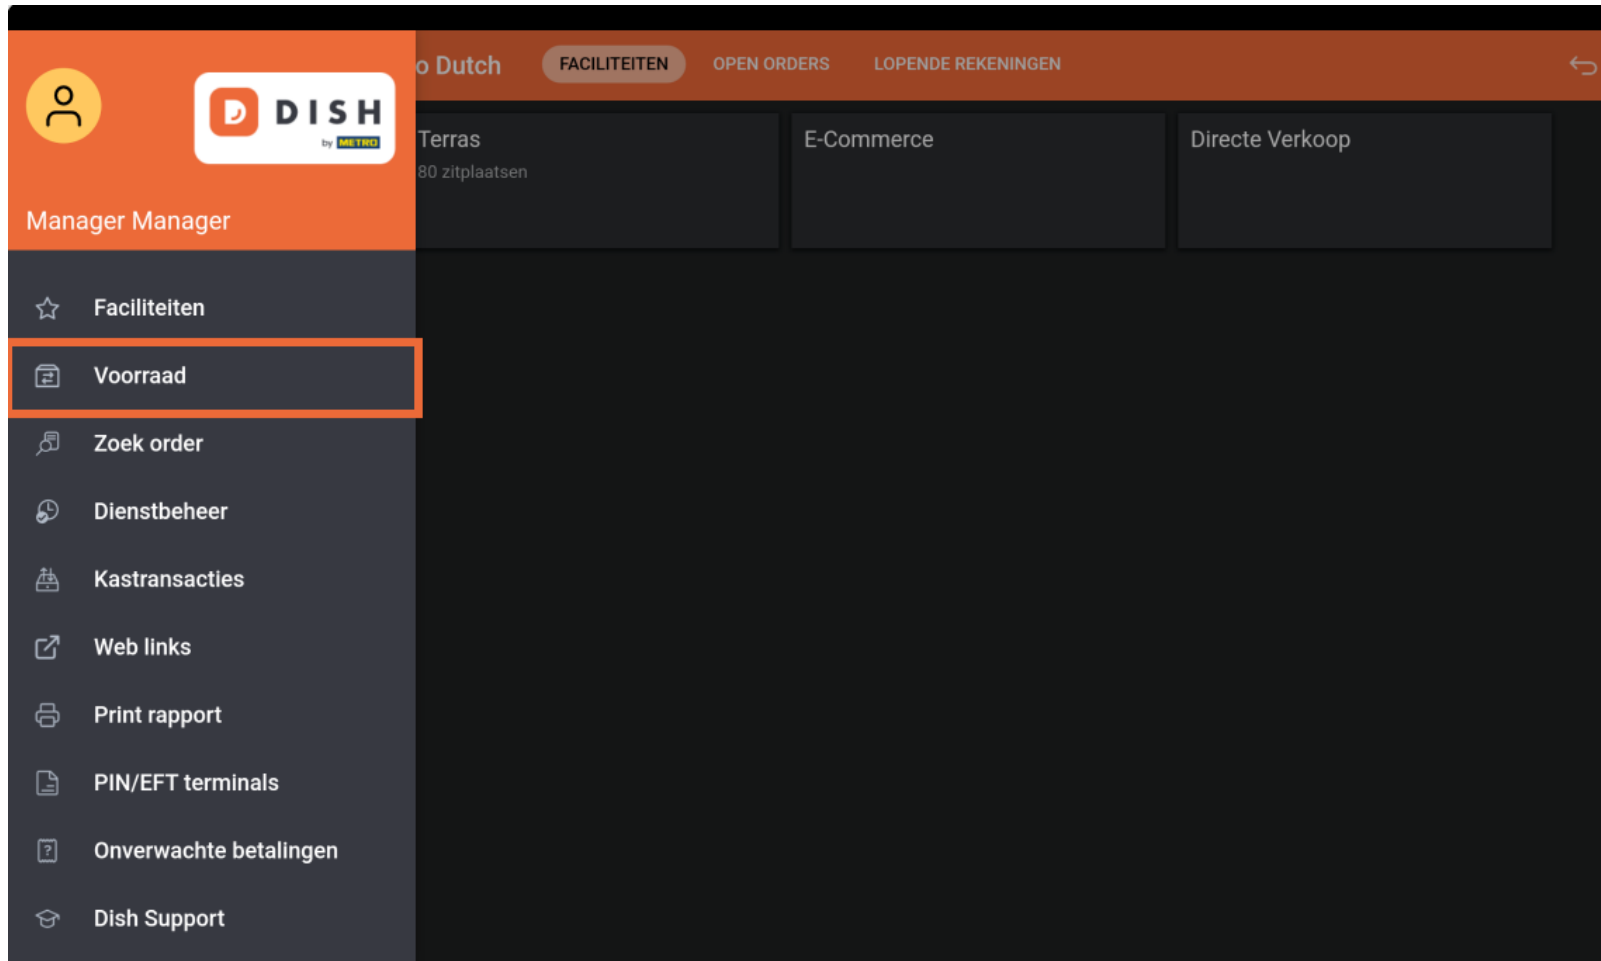 o Dutch
FACILITEITEN
OPEN ORDERS
LOPENDE REKENINGEN
DISH
by METRO
Manager Manager
Terras
80 zitplaatsen
E-Commerce
Directe Verkoop
Faciliteiten
Voorraad
Zoek order
Dienstbeheer
Kastransacties
Web links
Print rapport
PIN/EFT terminals
Onverwachte betalingen
Dish Support